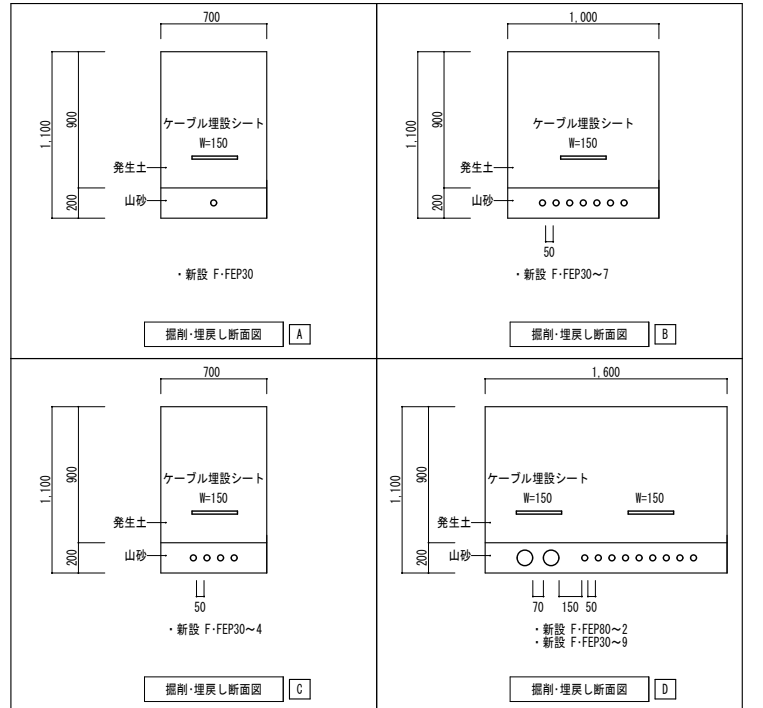 700
1,100
900
200
ケーブル埋設シート
W=150
発生土
山砂
・新設 F・FEP30
掘削・埋戻し断面図 A
1,000
1,100
900
200
ケーブル埋設シート
W=150
発生土
山砂
50
・新設 F・FEP30～7
掘削・埋戻し断面図 B
700
1,100
900
200
ケーブル埋設シート
W=150
発生土
山砂
50
・新設 F・FEP30～4
掘削・埋戻し断面図 C
1,600
1,100
900
200
ケーブル埋設シート
W=150 W=150
発生土
山砂
70 150 50
・新設 F・FEP80～2
・新設 F・FEP30～9
掘削・埋戻し断面図 D